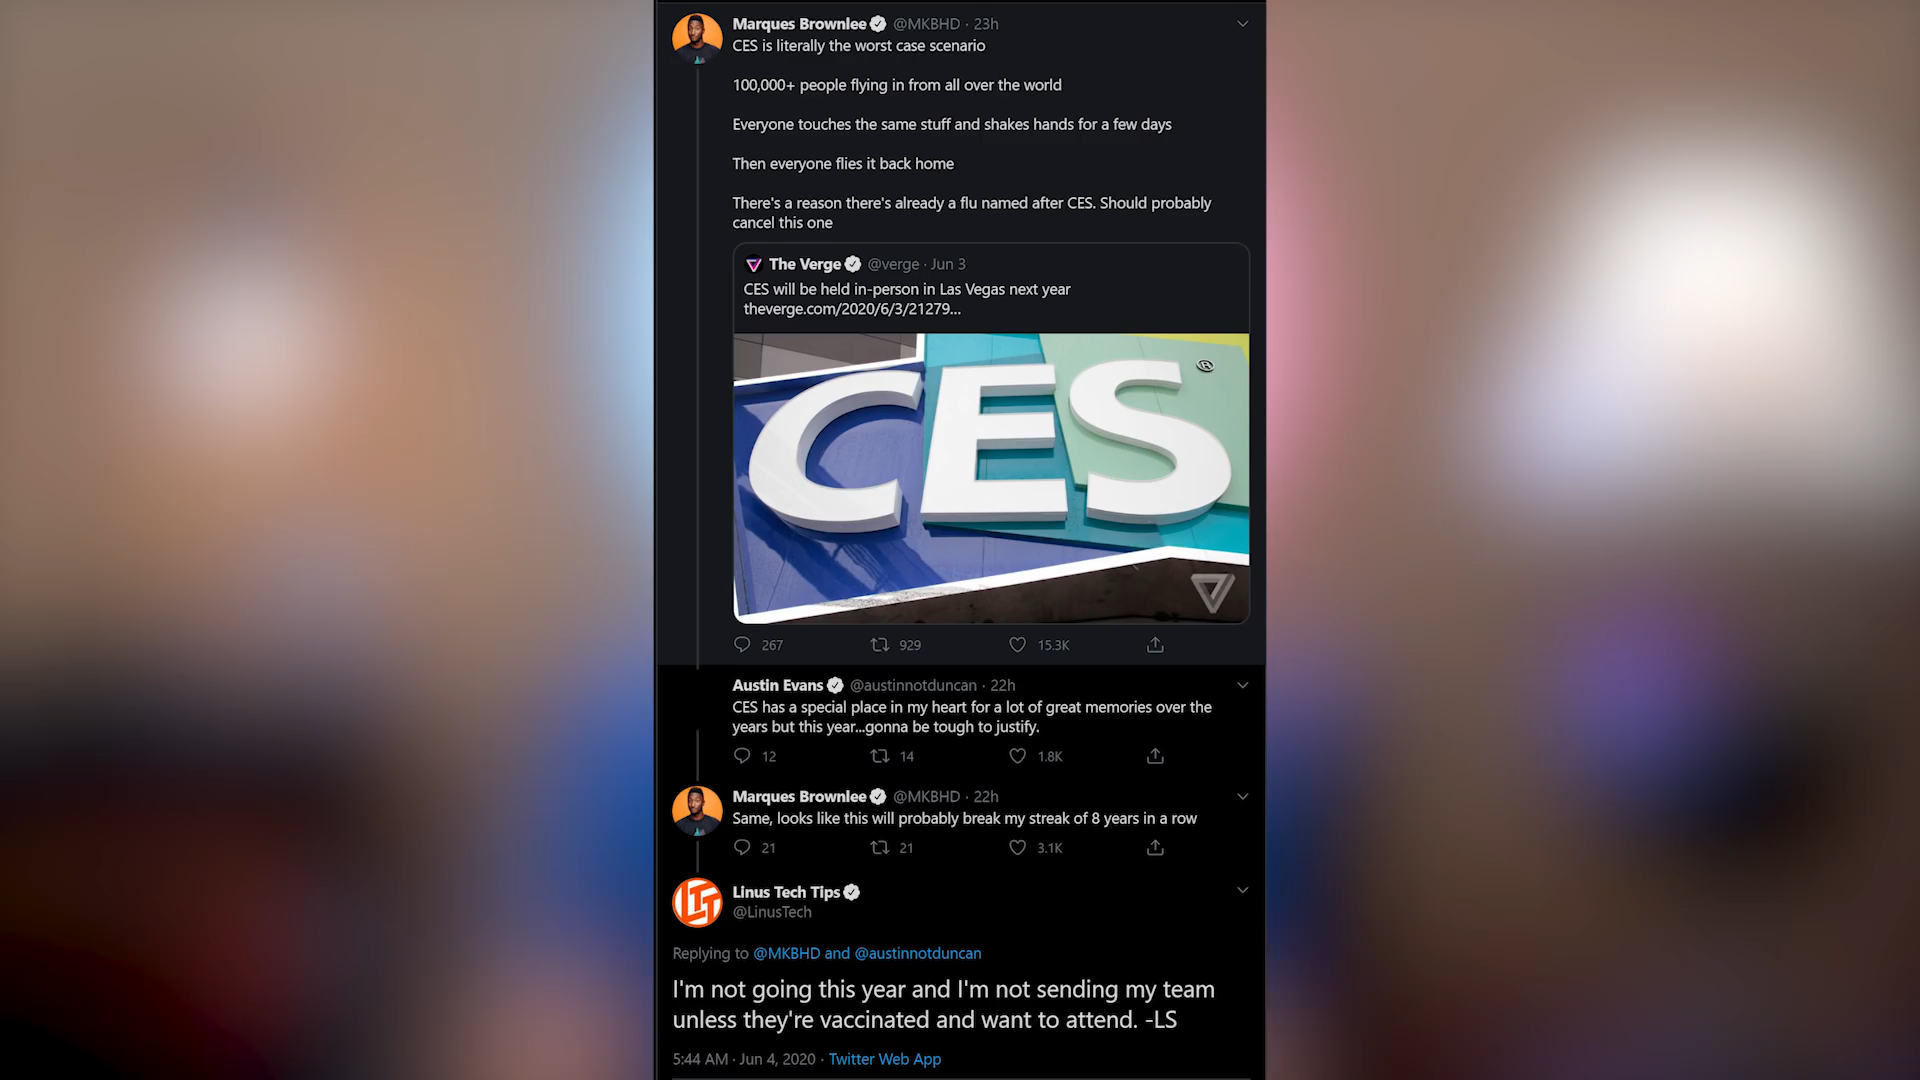 Marques Brownlee @MKBHD · 23h
CES is literally the worst case scenario
100,000+ people flying in from all over the world
Everyone touches the same stuff and shakes hands for a few days
Then everyone flies it back home
There's a reason there's already a flu named after CES. Should probably
cancel this one
The Verge @verge · Jun 3
CES will be held in-person in Las Vegas next year
theverge.com/2020/6/3/21279...
CES ®
267 929 15.3K
Austin Evans @austinnotduncan · 22h
CES has a special place in my heart for a lot of great memories over the
years but this year...gonna be tough to justify.
12 14 1.8K
Marques Brownlee @MKBHD · 22h
Same, looks like this will probably break my streak of 8 years in a row
21 21 3.1K
LTT
Linus Tech Tips
@LinusTech
Replying to @MKBHD and @austinnotduncan
I'm not going this year and I'm not sending my team
unless they're vaccinated and want to attend. -LS
5:44 AM · Jun 4, 2020 · Twitter Web App